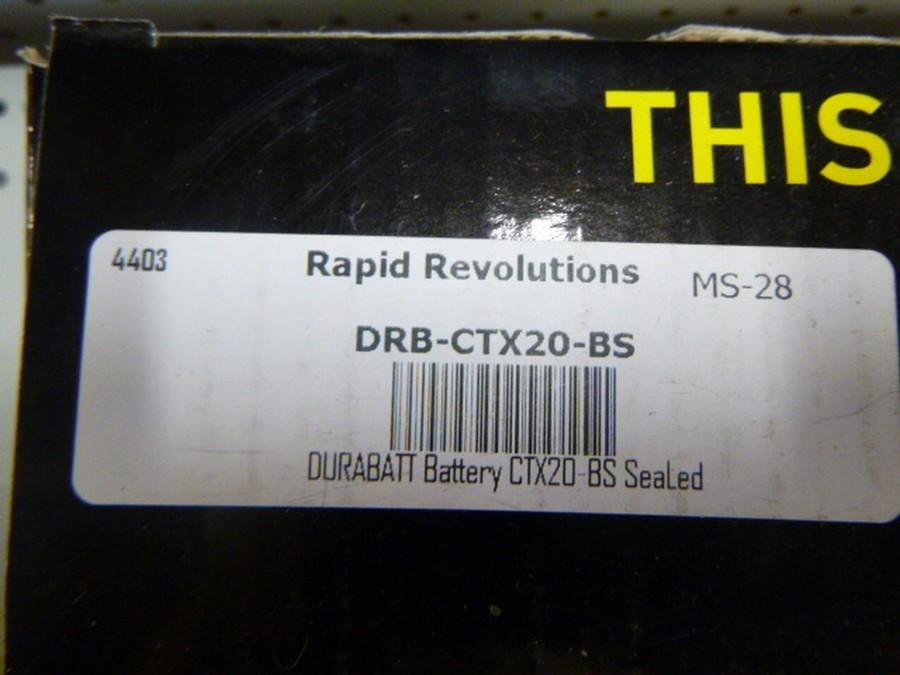 THIS
4403 Rapid Revolutions MS-28
DRB-CTX20-BS
DURABATT Battery CTX20-BS Sealed